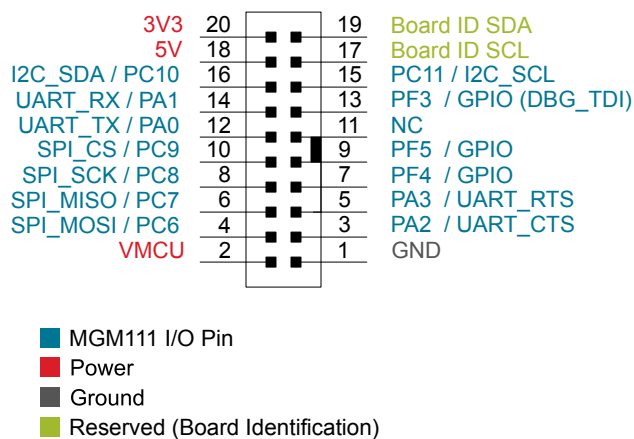 3V3 20 19 Board ID SDA
5V 18 17 Board ID SCL
I2C_SDA / PC10 16 15 PC11 / I2C_SCL
UART_RX / PA1 14 13 PF3 / GPIO (DBG_TDI)
UART_TX / PA0 12 11 NC
SPI_CS / PC9 10 9 PF5 / GPIO
SPI_SCK / PC8 8 7 PF4 / GPIO
SPI_MISO / PC7 6 5 PA3 / UART_RTS
SPI_MOSI / PC6 4 3 PA2 / UART_CTS
VMCU 2 1 GND
MGM111 I/O Pin
Power
Ground
Reserved (Board Identification)